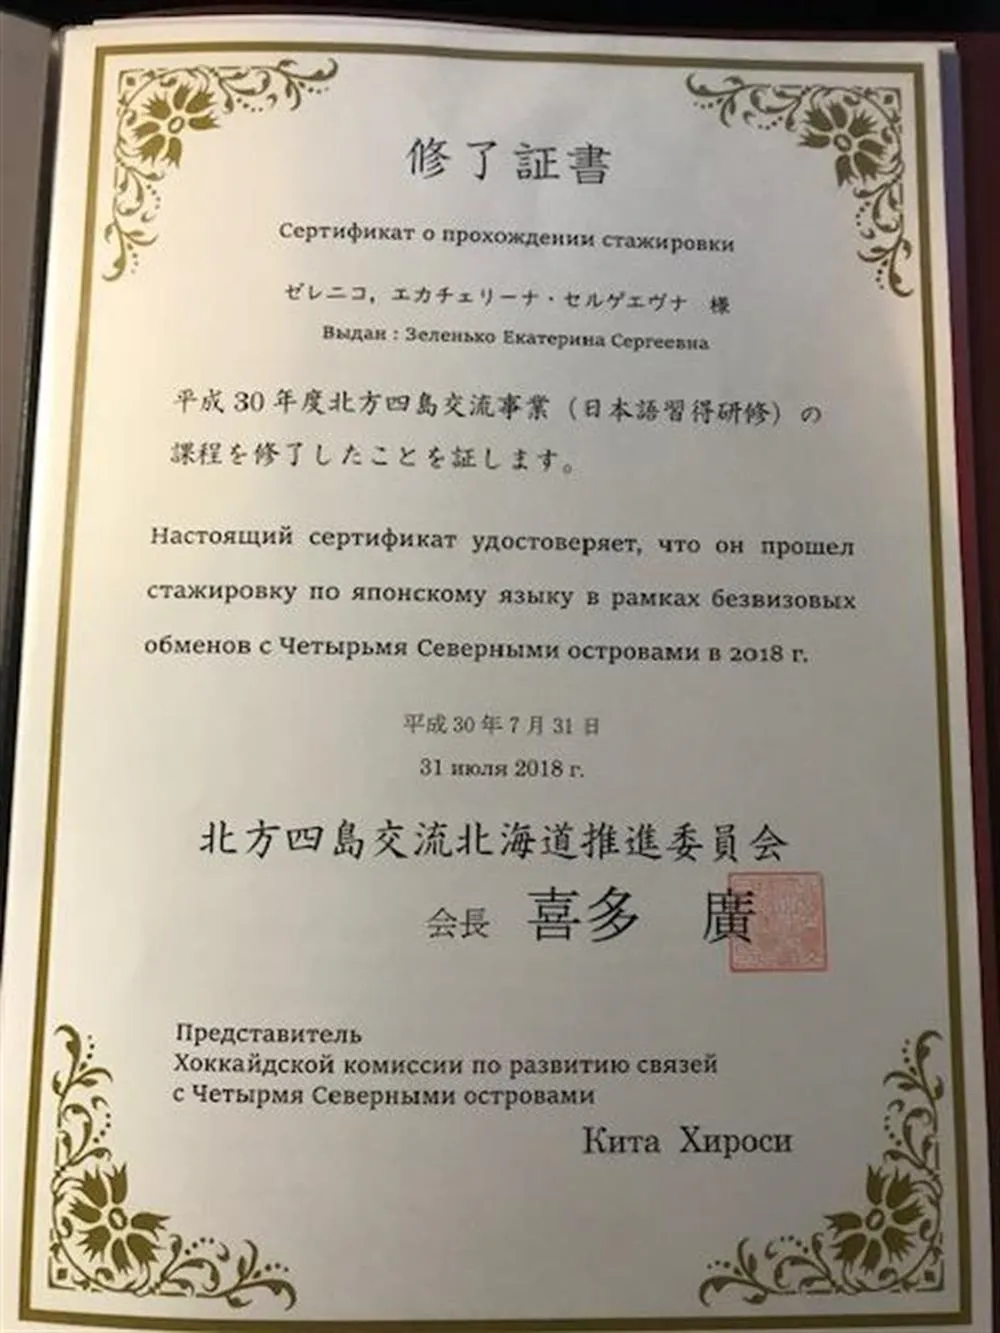 修了証書
Сертификат о прохождении стажировки
ゼレニコ，エカチェリーナ・セルゲエヴナ　様
Выдан : Зеленько Екатерина Сергеевна
平成 30 年度北方四島交流事業（日本語習得研修）の
課程を修了したことを証します。
Настоящий сертификат удостоверяет, что он прошел
стажировку по японскому языку в рамках безвизовых
обменов с Четырьмя Северными островами в 2018 г.
平成 30 年 7 月 31 日
31 июля 2018 г.
北方四島交流北海道推進委員会
会長　喜多　廣
Представитель
Хоккайдской комиссии по развитию связей
с Четырмя Северными островами
Кита Хироси